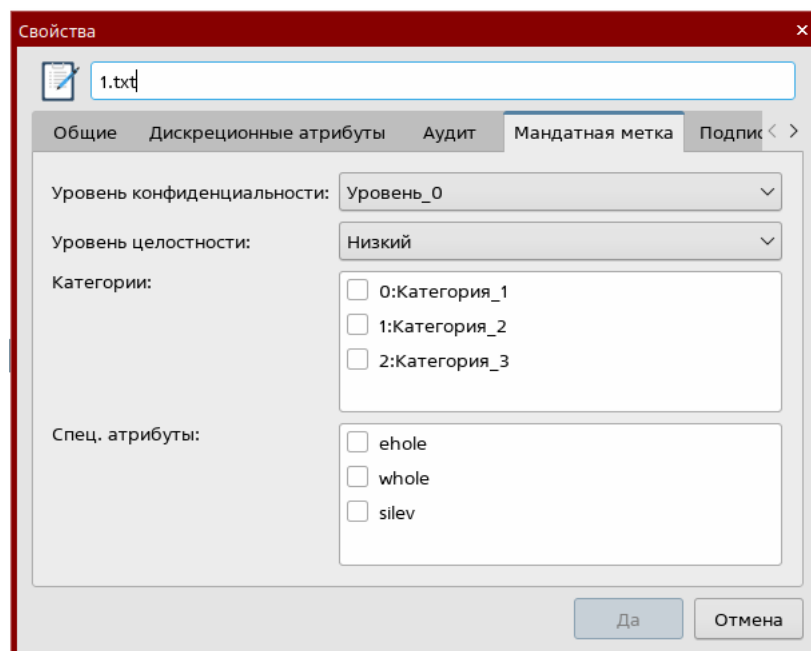 Свойства
1.txt
Общие Дискреционные атрибуты Аудит Мандатная метка
Уровень конфиденциальности: Уровень_0
Уровень целостности: Низкий
Категории:
0:Категория_1
1:Категория_2
2:Категория_3
Спец. атрибуты:
ehole
whole
silev
Да Отмена